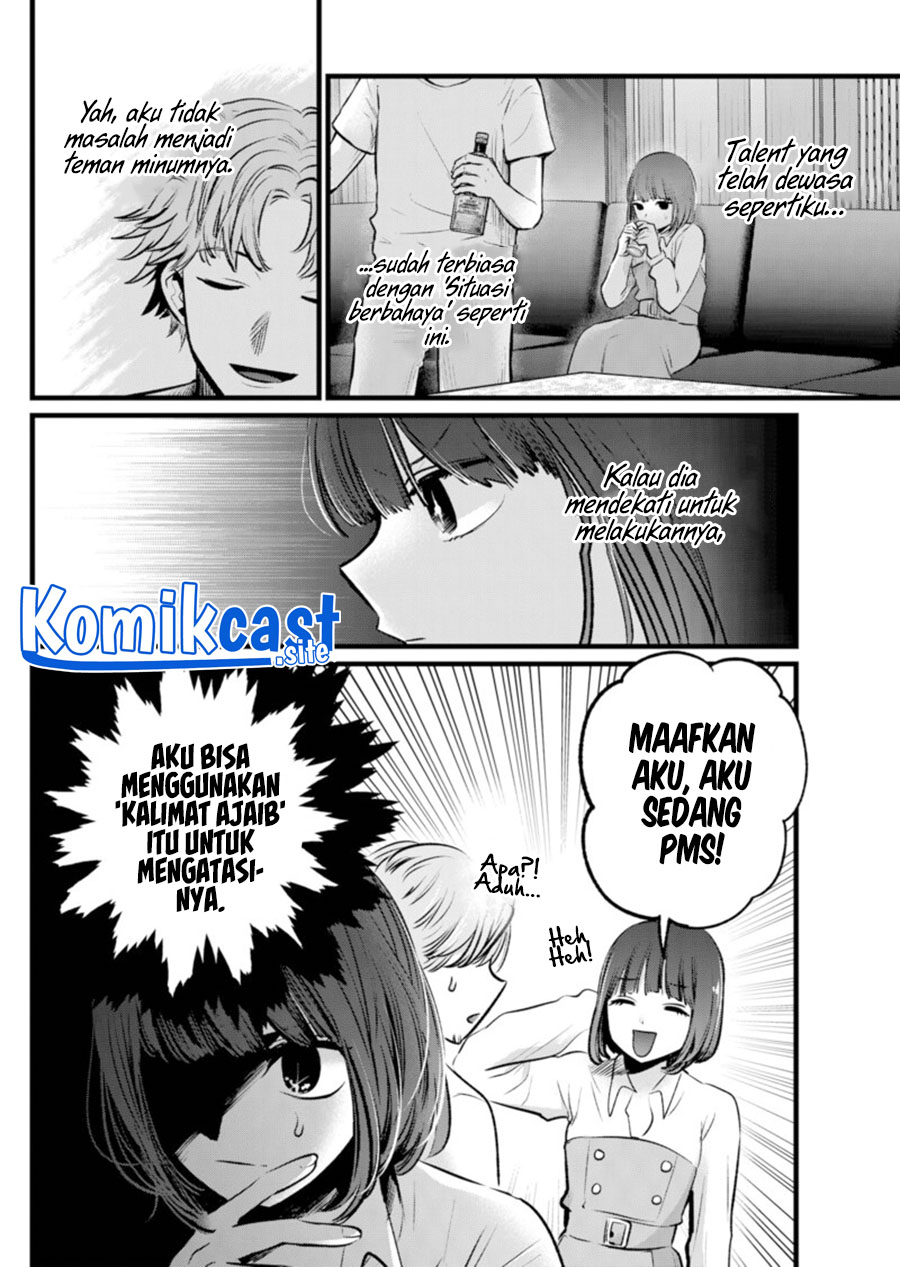 Talent yang
telah dewasa
sepertiku...
...sudah terbiasa
dengan 'Situasi
berbahaya' seperti
ini.
Yah, aku tidak
masalah menjadi
teman minumnya.
Kalau dia
mendekati untuk
melakukannya,
Komikcast
.site
MAAFKAN
AKU, AKU
SEDANG
PMS!
Apa?!
Aduh...
Heh
Heh!
AKU BISA
MENGGUNAKAN
'KALIMAT AJAIB'
ITU UNTUK
MENGATASI-
NYA.